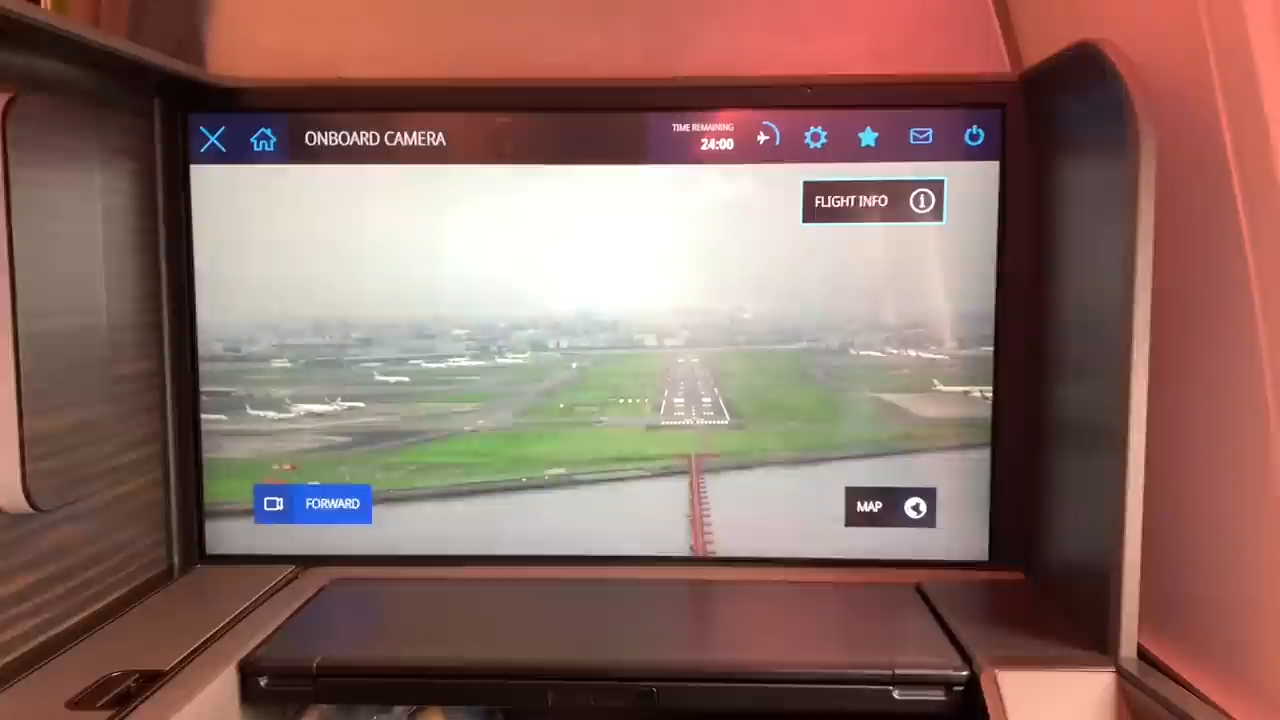 ONBOARD CAMERA
TIME REMAINING
24:00
FLIGHT INFO
FORWARD
MAP